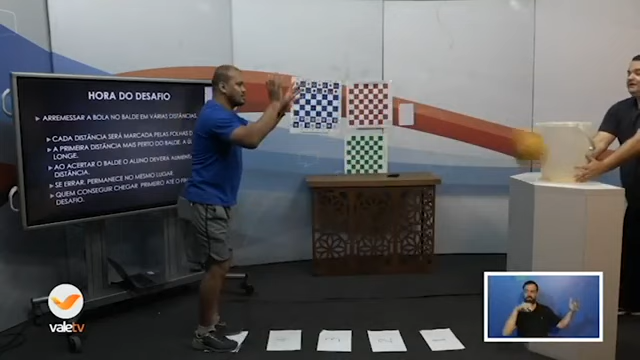 HORA DO DESAFIO
ARREMESSAR A BOLA NO BALDE EM VÁRIAS DISTÂNCIAS.
CADA DISTÂNCIA SERÁ MARCADA PELAS FOLHAS D
A PRIMEIRA DISTÂNCIA MAIS PERTO DO BALDE. A
LONGE.
AO ACERTAR O BALDE O ALUNO DEVERÁ
DISTÂNCIA.
SE ERRAR, PERMANECE NO MESMO LUGAR
QUEM CONSEGUIR CHEGAR PRIMEIRO ATÉ O
DESAFIO.
valetv